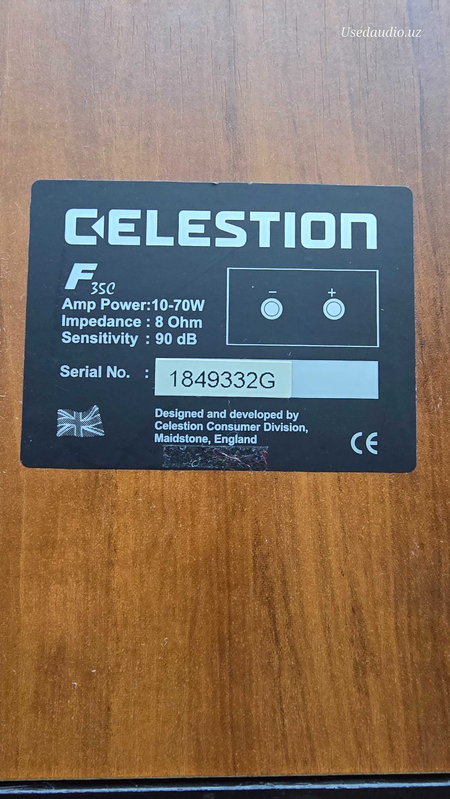 Usedaudio.uz
CELESTION
F 35C
Amp Power:10-70W
Impedance : 8 Ohm
Sensitivity : 90 dB
- +
Serial No. : 1849332G
Designed and developed by
Celestion Consumer Division,
Maidstone, England
CE